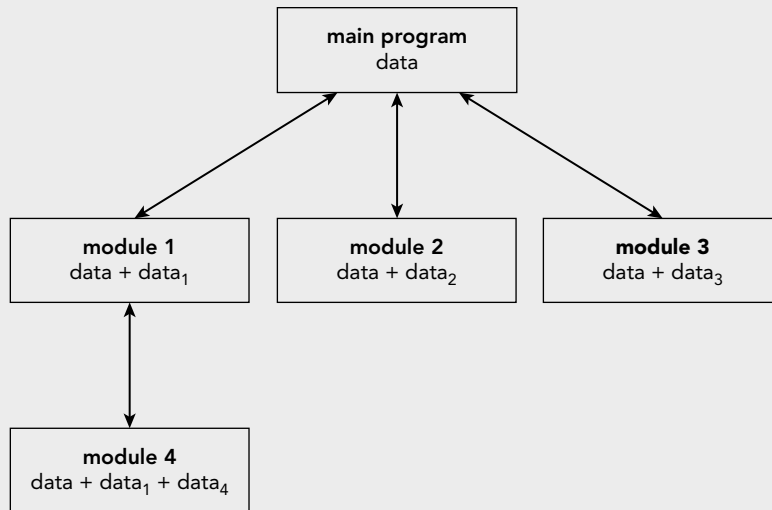 main program
data
module 1
data + data₁
module 2
data + data₂
module 3
data + data₃
module 4
data + data₁ + data₄